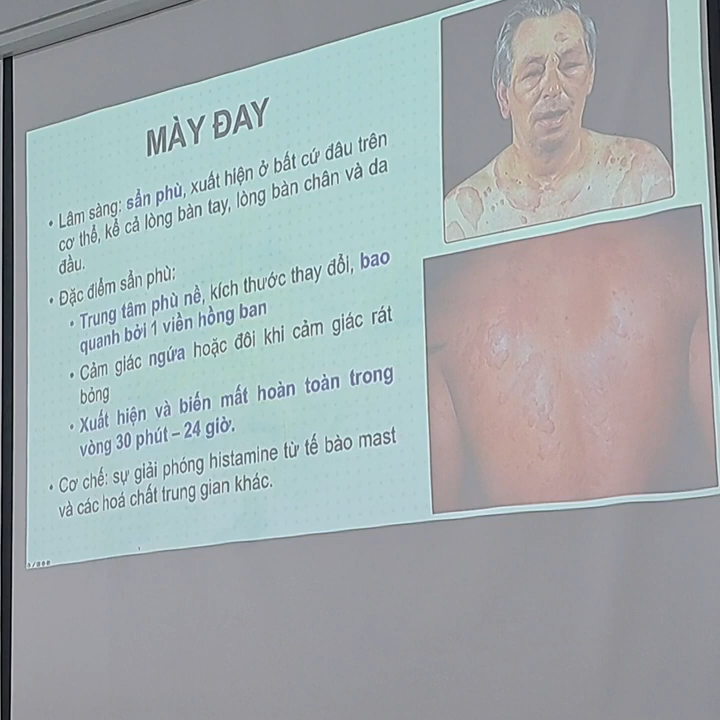 MÀY ĐAY
• Lâm sàng: sẩn phù, xuất hiện ở bất cứ đâu trên
cơ thể, kể cả lòng bàn tay, lòng bàn chân và da
đầu.
• Đặc điểm sẩn phù:
• Trung tâm phù nề, kích thước thay đổi, bao
quanh bởi 1 viền hồng ban
• Cảm giác ngứa hoặc đôi khi cảm giác rát
bỏng
• Xuất hiện và biến mất hoàn toàn trong
vòng 30 phút – 24 giờ.
• Cơ chế: sự giải phóng histamine từ tế bào mast
và các hoá chất trung gian khác.